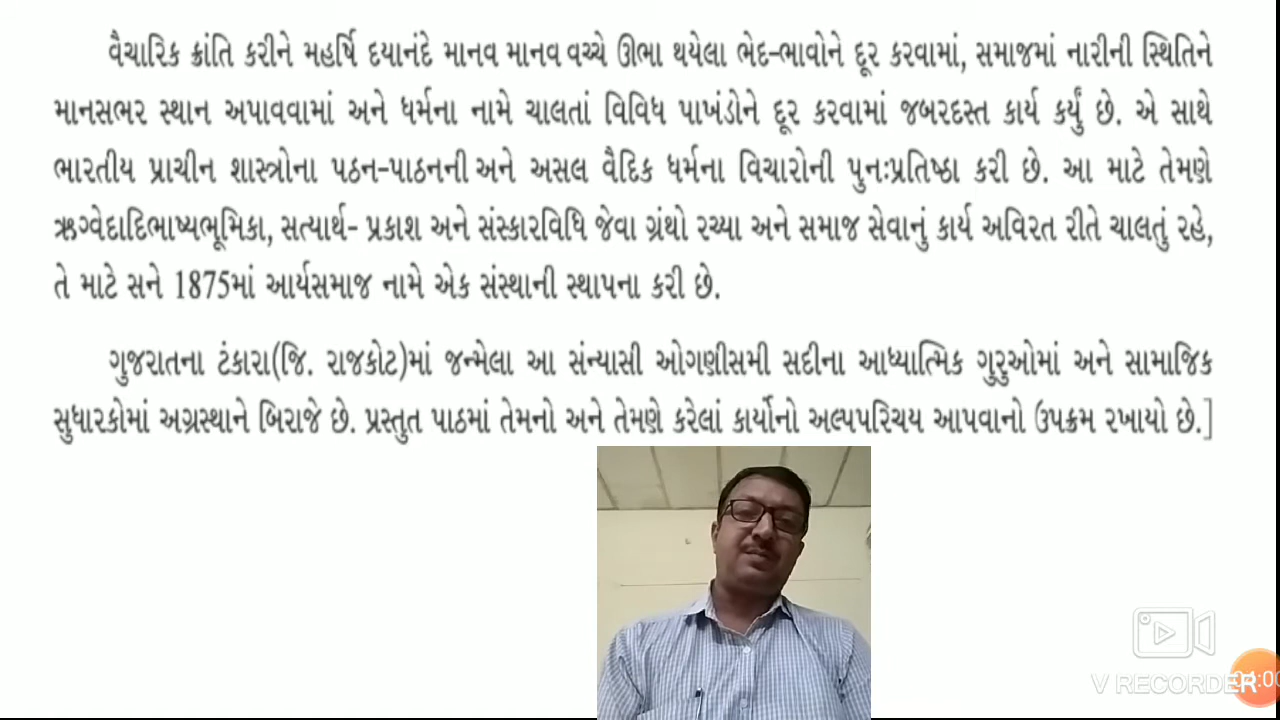 વૈચારિક ક્રાંતિ કરીને મહર્ષિ દયાનંદે માનવ માનવ વચ્ચે ઊભા થયેલા ભેદ-ભાવોને દૂર કરવામાં, સમાજમાં નારીની સ્થિતિને
માનસભર સ્થાન અપાવવામાં અને ધર્મના નામે ચાલતાં વિવિધ પાખંડોને દૂર કરવામાં જબરદસ્ત કાર્ય કર્યું છે. એ સાથે
ભારતીય પ્રાચીન શાસ્ત્રોના પઠન-પાઠનની અને અસલ વૈદિક ધર્મના વિચારોની પુનઃપ્રતિષ્ઠા કરી છે. આ માટે તેમણે
ઋગ્વેદાદિભાષ્યભૂમિકા, સત્યાર્થ- પ્રકાશ અને સંસ્કારવિધિ જેવા ગ્રંથો રચ્યા અને સમાજ સેવાનું કાર્ય અવિરત રીતે ચાલતું રહે,
તે માટે સને 1875માં આર્યસમાજ નામે એક સંસ્થાની સ્થાપના કરી છે.
ગુજરાતના ટંકારા(જિ. રાજકોટ)માં જન્મેલા આ સંન્યાસી ઓગણીસમી સદીના આધ્યાત્મિક ગુરુઓમાં અને સામાજિક
સુધારકોમાં અગ્રસ્થાને બિરાજે છે. પ્રસ્તુત પાઠમાં તેમનો અને તેમણે કરેલાં કાર્યોનો અલ્પપરિચય આપવાનો ઉપક્રમ રખાયો છે.]
V RECORDER
04:00